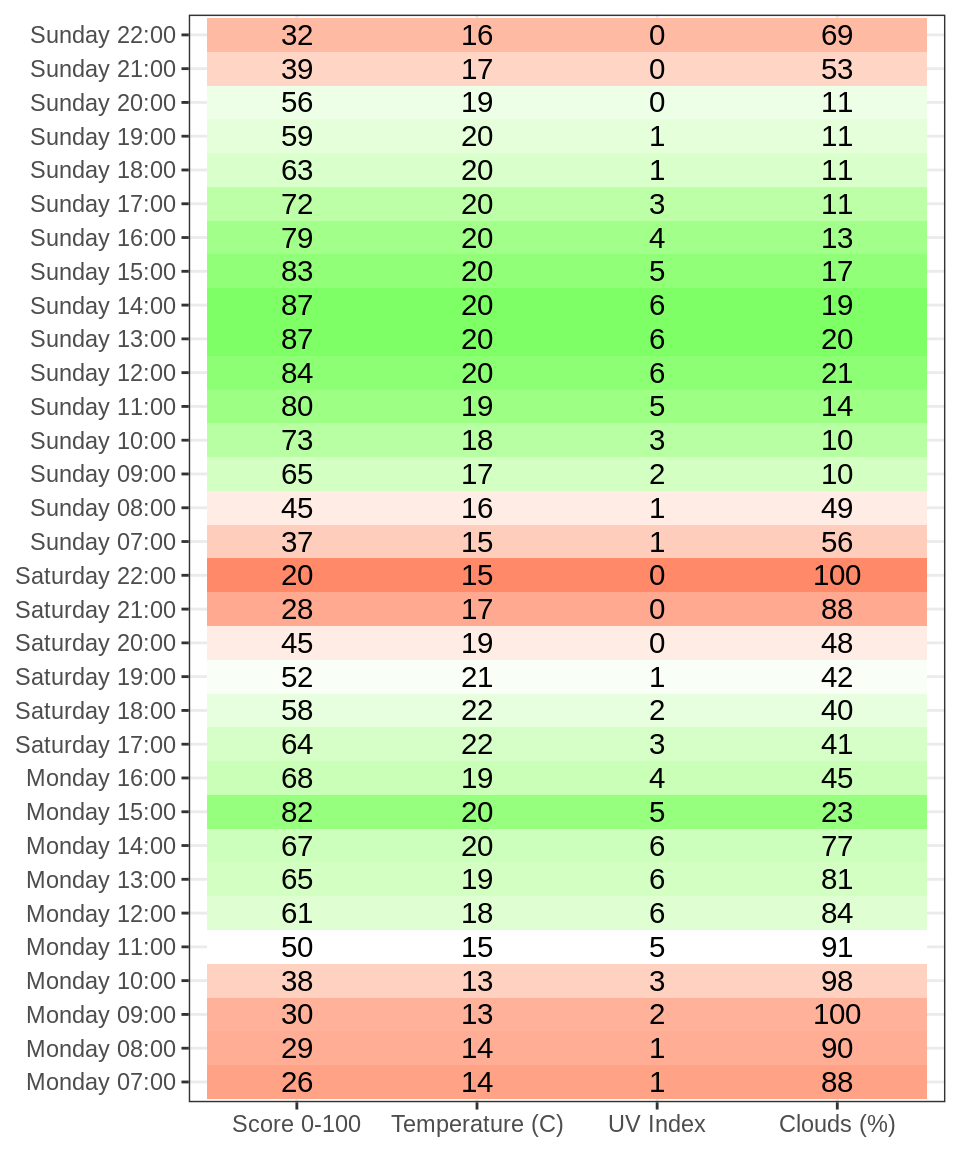 Sunday 22:00 32 16 0 69
Sunday 21:00 39 17 0 53
Sunday 20:00 56 19 0 11
Sunday 19:00 59 20 1 11
Sunday 18:00 63 20 1 11
Sunday 17:00 72 20 3 11
Sunday 16:00 79 20 4 13
Sunday 15:00 83 20 5 17
Sunday 14:00 87 20 6 19
Sunday 13:00 87 20 6 20
Sunday 12:00 84 20 6 21
Sunday 11:00 80 19 5 14
Sunday 10:00 73 18 3 10
Sunday 09:00 65 17 2 10
Sunday 08:00 45 16 1 49
Sunday 07:00 37 15 1 56
Saturday 22:00 20 15 0 100
Saturday 21:00 28 17 0 88
Saturday 20:00 45 19 0 48
Saturday 19:00 52 21 1 42
Saturday 18:00 58 22 2 40
Saturday 17:00 64 22 3 41
Monday 16:00 68 19 4 45
Monday 15:00 82 20 5 23
Monday 14:00 67 20 6 77
Monday 13:00 65 19 6 81
Monday 12:00 61 18 6 84
Monday 11:00 50 15 5 91
Monday 10:00 38 13 3 98
Monday 09:00 30 13 2 100
Monday 08:00 29 14 1 90
Monday 07:00 26 14 1 88
Score 0-100 Temperature (C) UV Index Clouds (%)